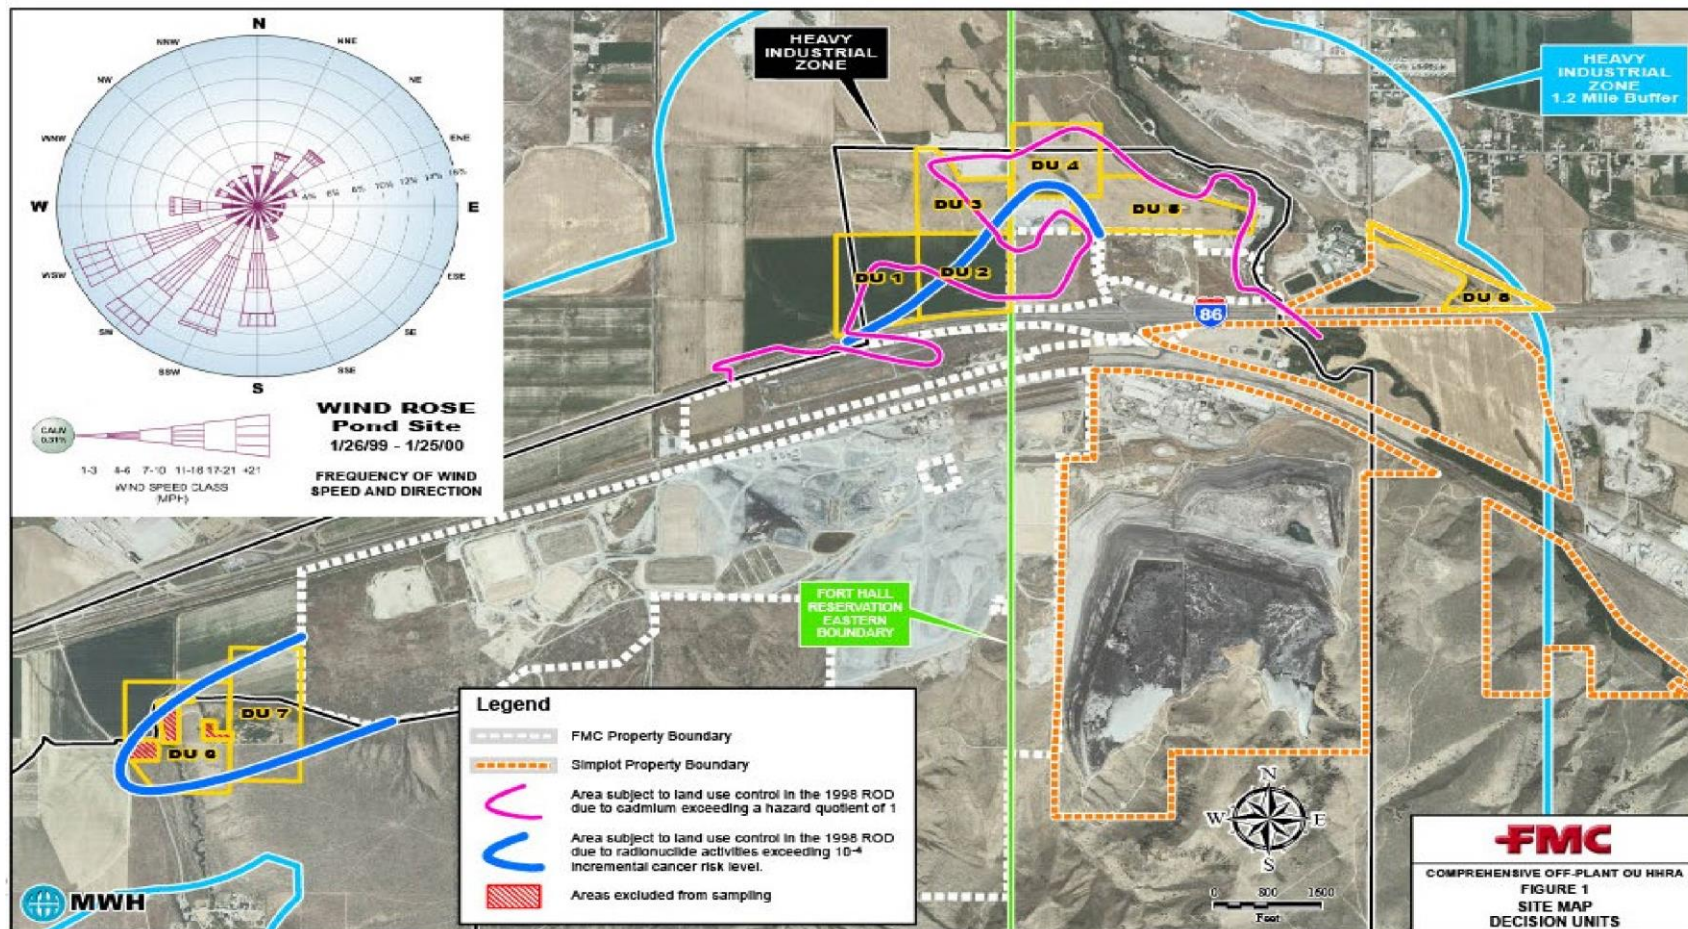 N
NNW
NNE
NW
NE
WNW
ENE
4% 6% 8% 10% 12% 14% 16%
W
E
WSW
ESE
SW
SE
SSW
SSE
S
CALM
0.31%
1-3 4-6 7-10 11-16 17-21 +21
WIND SPEED CLASS
(MPH)
WIND ROSE
Pond Site
1/26/99 - 1/25/00
FREQUENCY OF WIND
SPEED AND DIRECTION
HEAVY
INDUSTRIAL
ZONE
HEAVY
INDUSTRIAL
ZONE
1.2 Mile Buffer
DU 4
DU 3
DU 5
DU 1
DU 2
DU 8
86
FORT HALL
RESERVATION
EASTERN
BOUNDARY
DU 7
DU 6
Legend
FMC Property Boundary
Simplot Property Boundary
Area subject to land use control in the 1998 ROD
due to cadmium exceeding a hazard quotient of 1
Area subject to land use control in the 1998 ROD
due to radionuclide activities exceeding 10-4
incremental cancer risk level.
Areas excluded from sampling
N
W
E
S
0 800 1600
Feet
MWH
FMC
COMPREHENSIVE OFF-PLANT OU HHRA
FIGURE 1
SITE MAP
DECISION UNITS